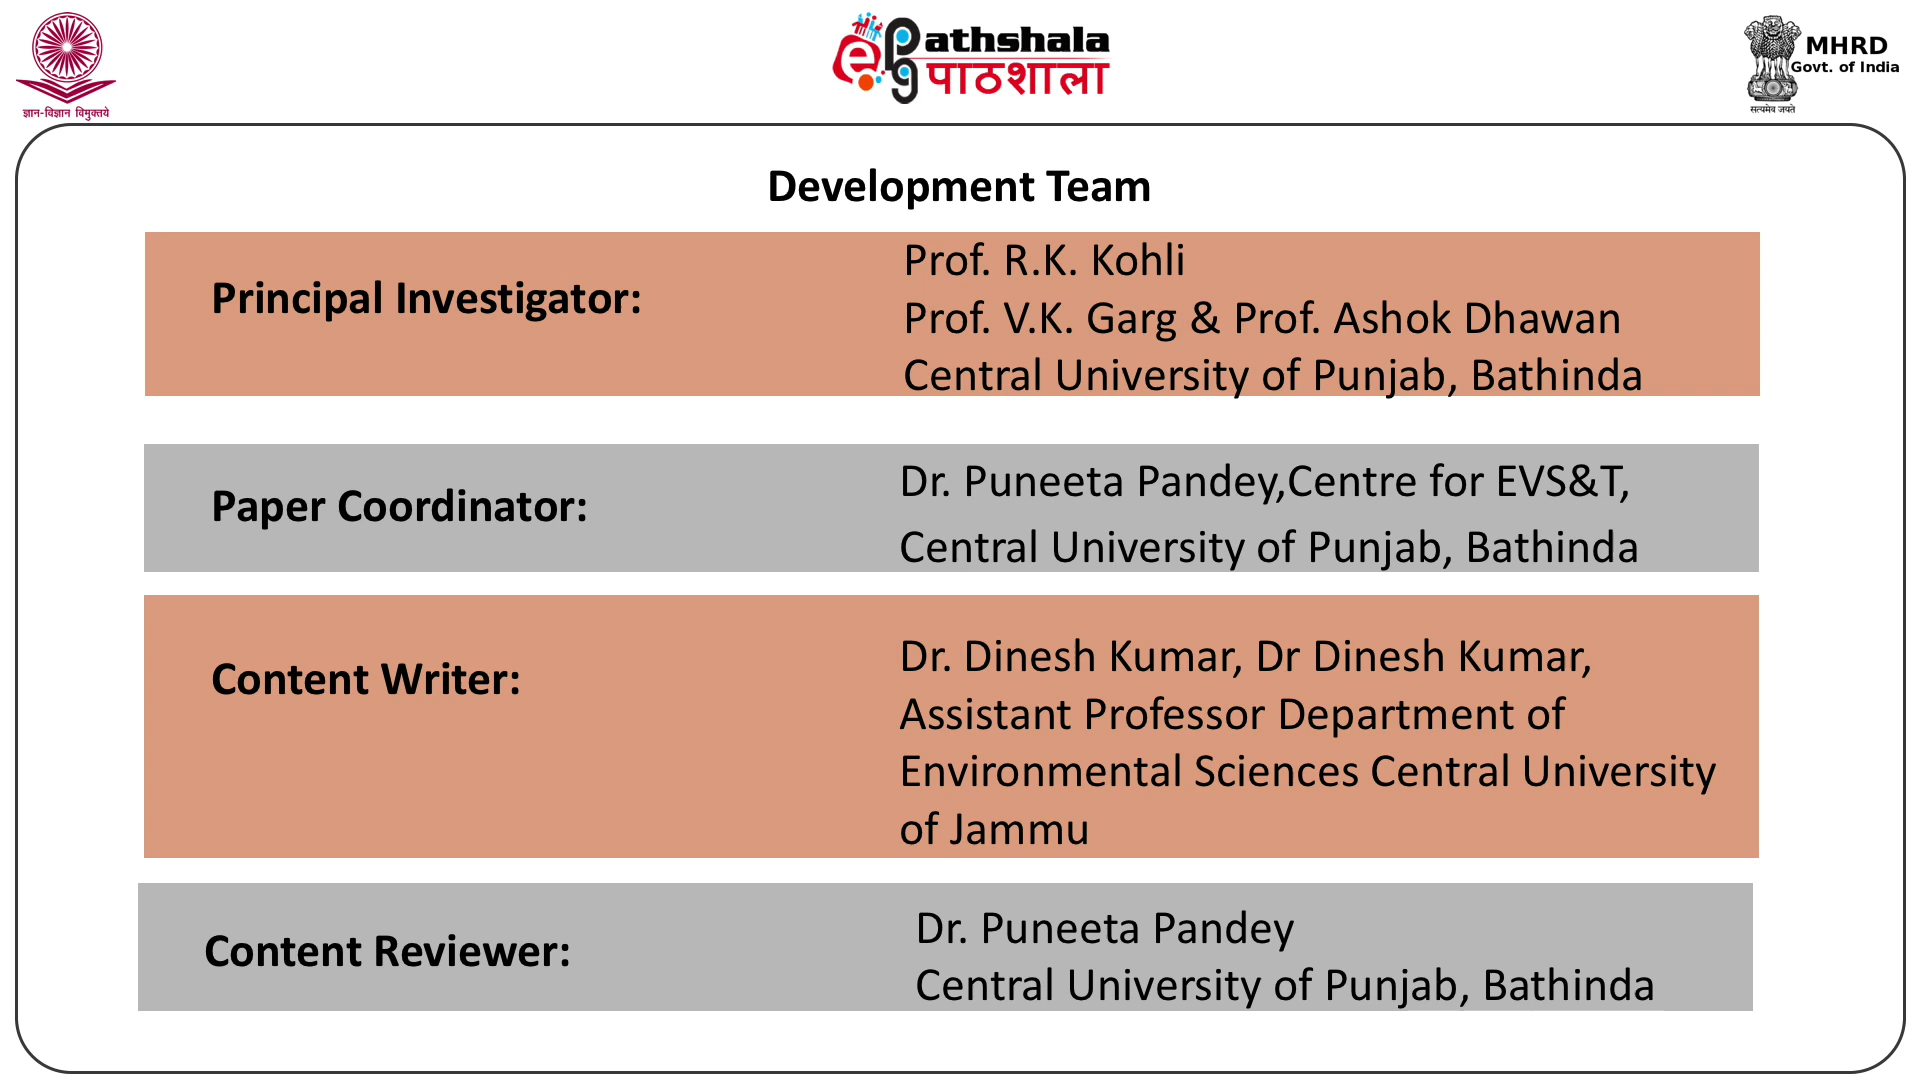 ज्ञान-विज्ञान विमुक्तये
e pg Pathshala
पाठशाला
MHRD
Govt. of India
सत्यमेव जयते
Development Team
Principal Investigator:
Prof. R.K. Kohli
Prof. V.K. Garg & Prof. Ashok Dhawan
Central University of Punjab, Bathinda
Paper Coordinator:
Dr. Puneeta Pandey,Centre for EVS&T,
Central University of Punjab, Bathinda
Content Writer:
Dr. Dinesh Kumar, Dr Dinesh Kumar,
Assistant Professor Department of
Environmental Sciences Central University
of Jammu
Content Reviewer:
Dr. Puneeta Pandey
Central University of Punjab, Bathinda